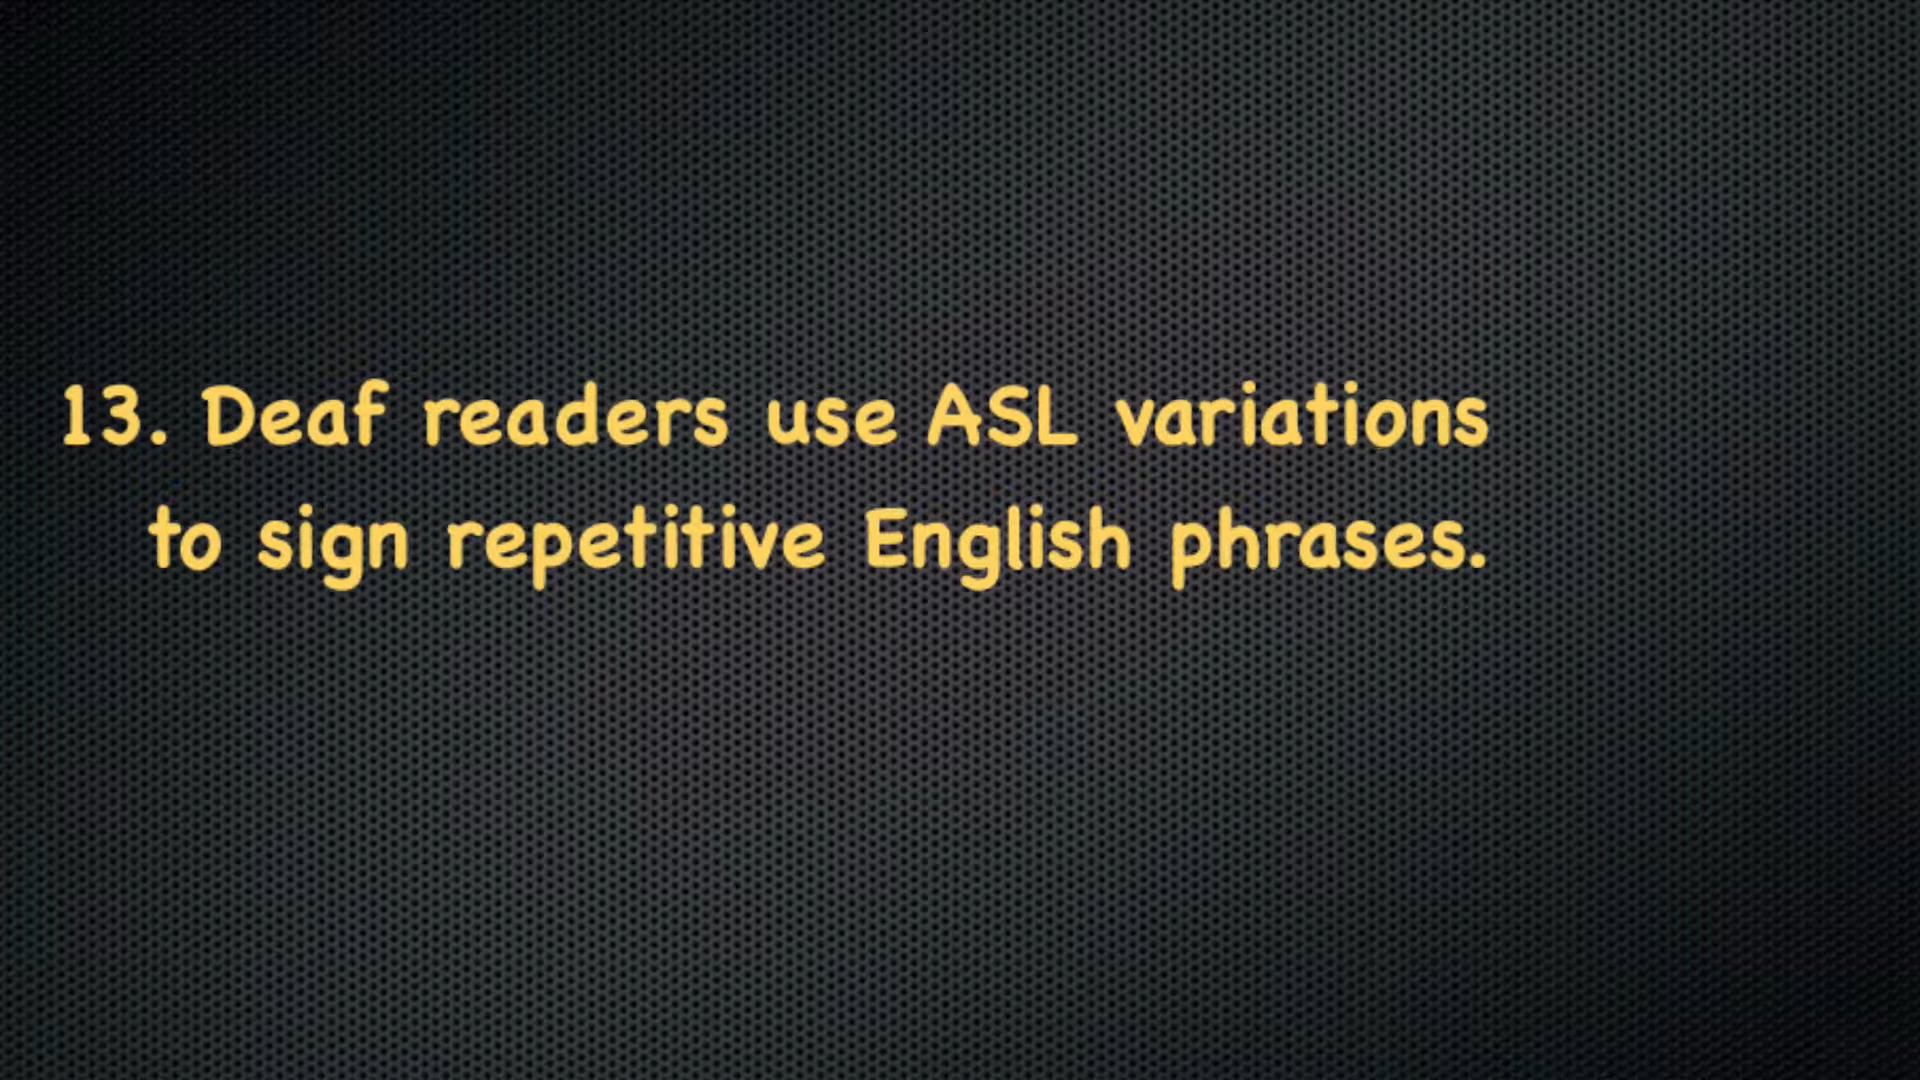 13. Deaf readers use ASL variations
to sign repetitive English phrases.